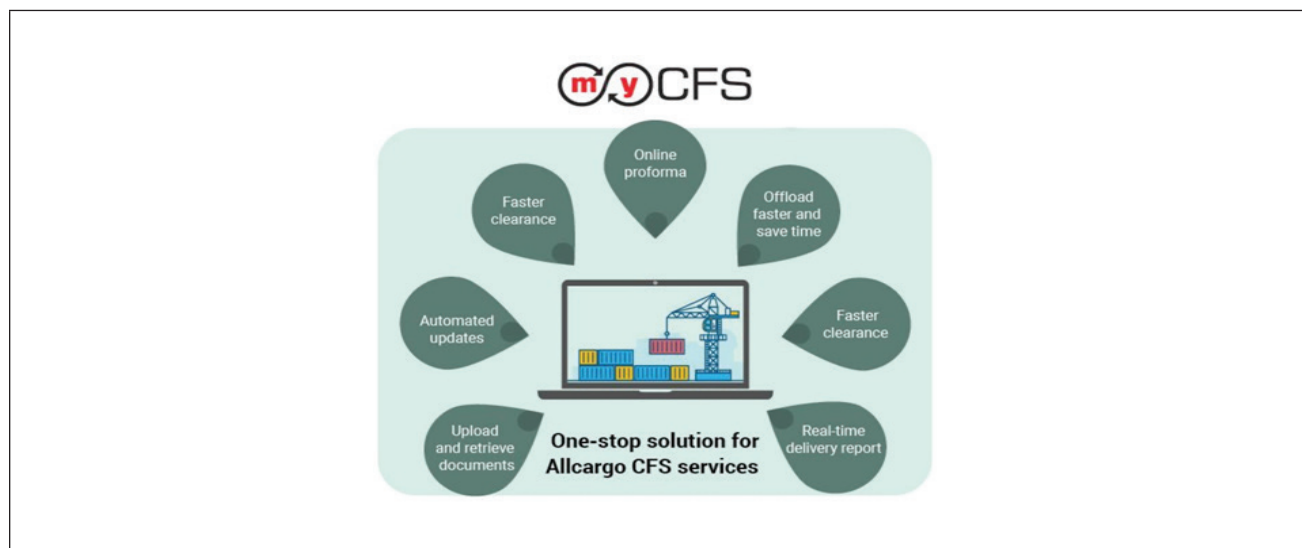 myCFS
Online
proforma
Faster
clearance
Offload
faster and
save time
Automated
updates
Faster
clearance
Upload
and retrieve
documents
Real-time
delivery report
One-stop solution for
Allcargo CFS services